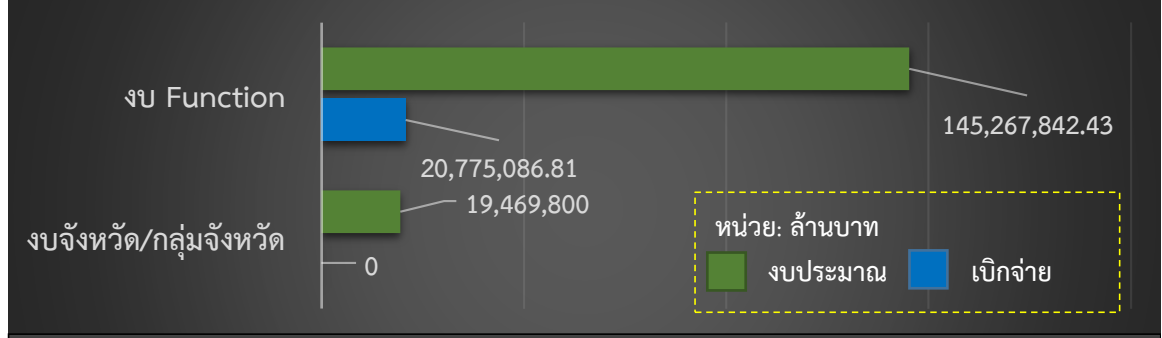 งบ Function
145,267,842.43
20,775,086.81
19,469,800
งบจังหวัด/กลุ่มจังหวัด
0
หน่วย: ล้านบาท
งบประมาณ
เบิกจ่าย